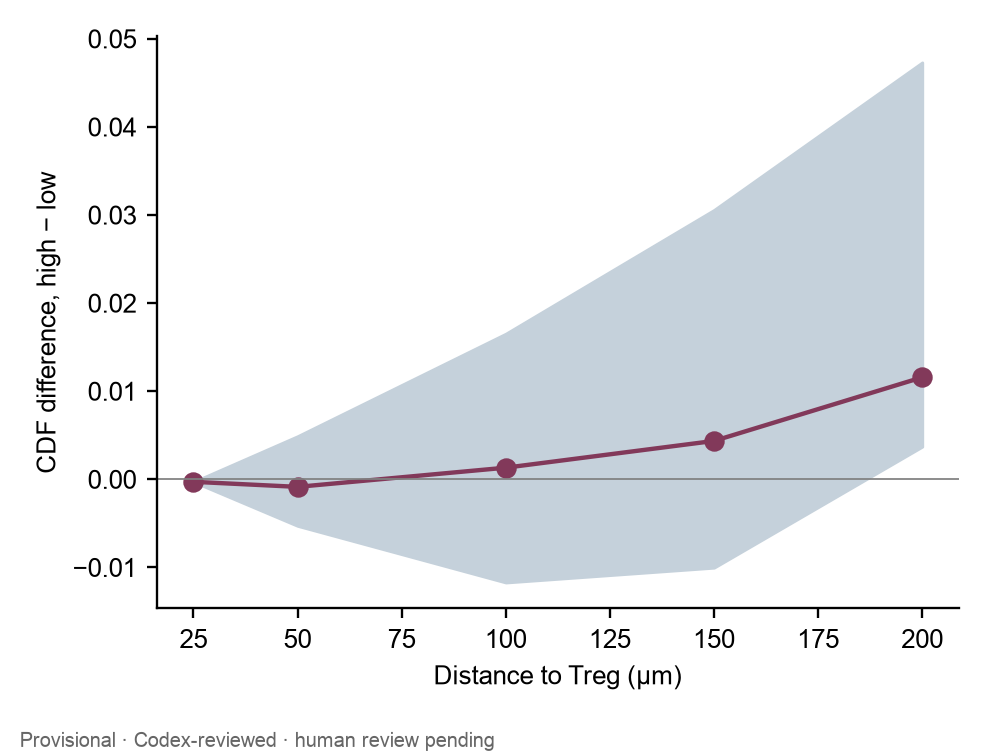 0.05
0.04
0.03
0.02
0.01
0.00
−0.01
CDF difference, high − low
25 50 75 100 125 150 175 200
Distance to Treg (μm)
Provisional · Codex-reviewed · human review pending